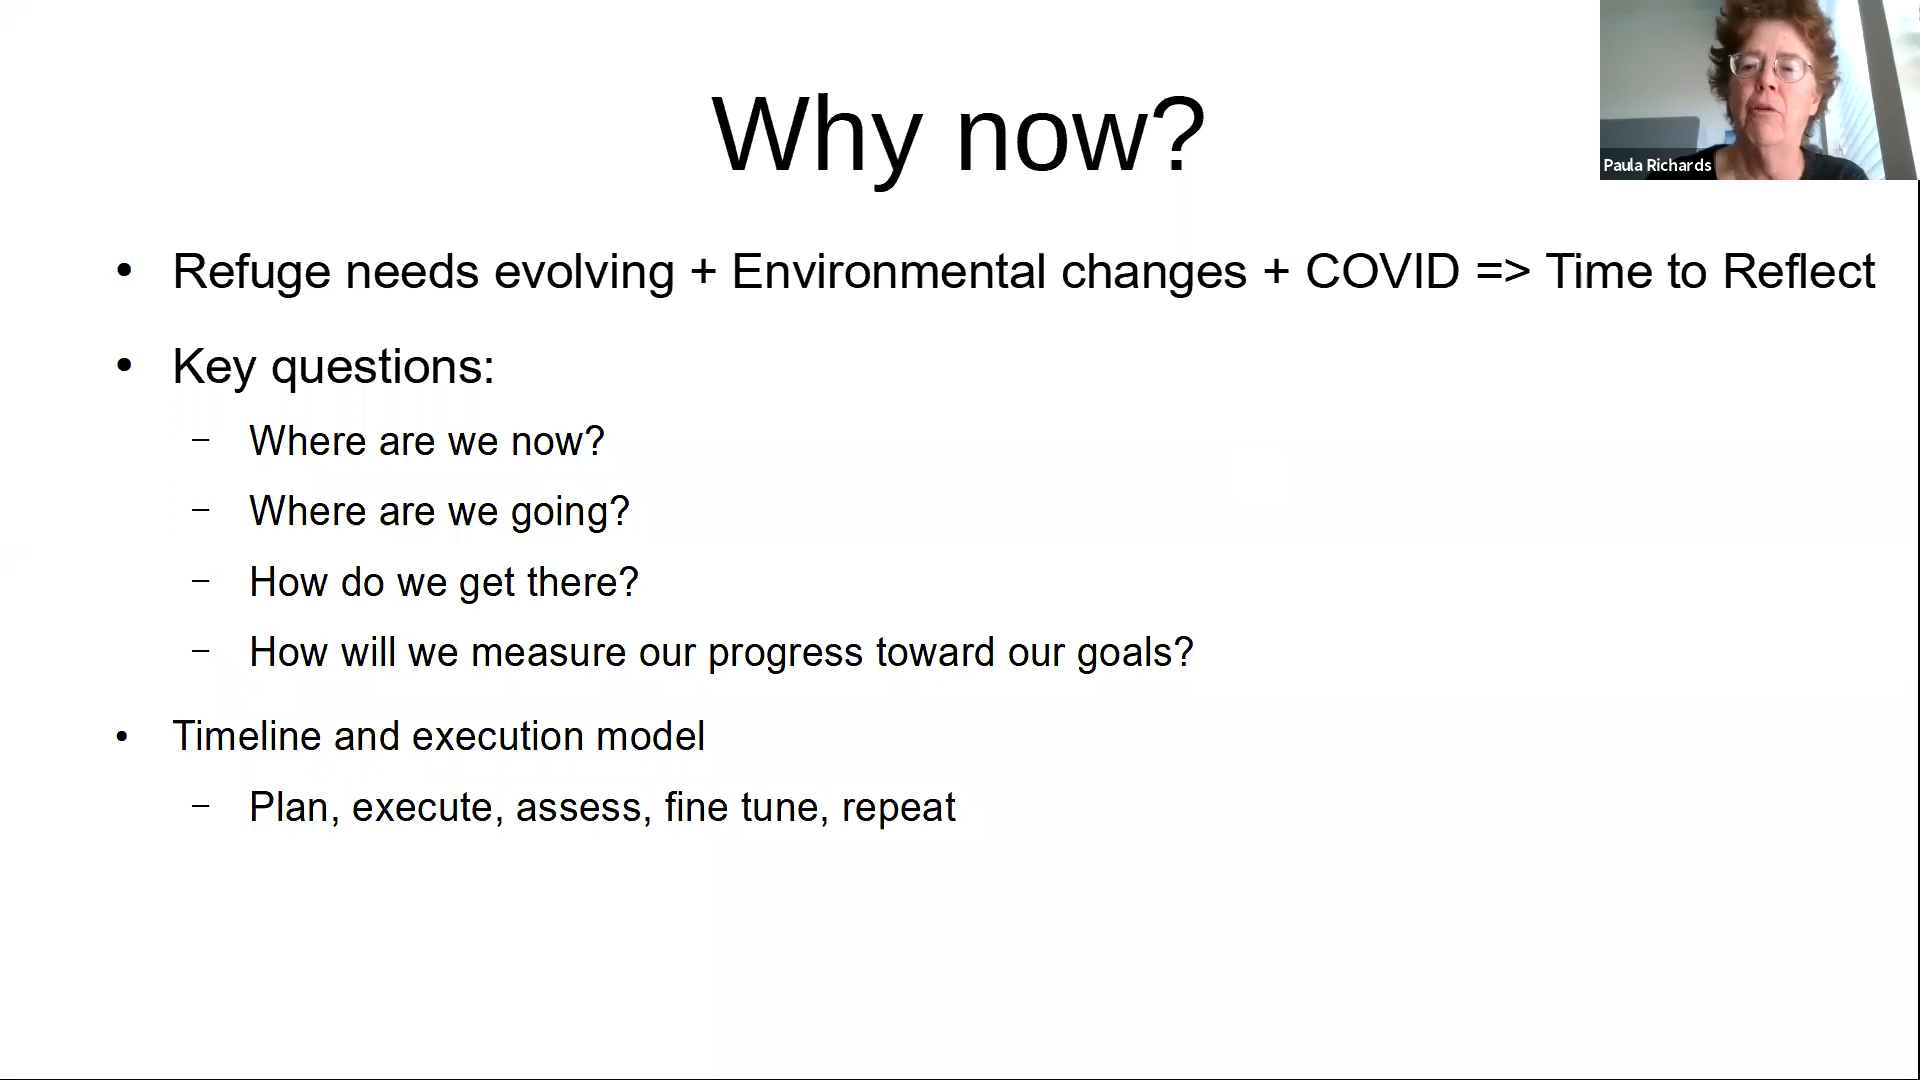 Why now?
Paula Richards
• Refuge needs evolving + Environmental changes + COVID => Time to Reflect
• Key questions:
– Where are we now?
– Where are we going?
– How do we get there?
– How will we measure our progress toward our goals?
• Timeline and execution model
– Plan, execute, assess, fine tune, repeat